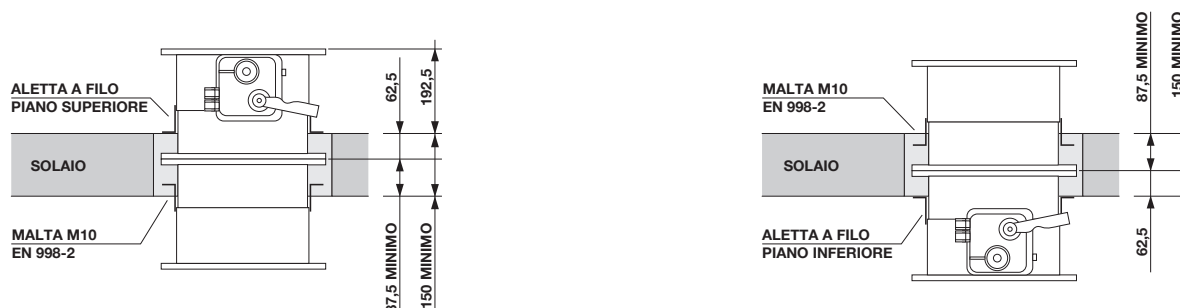 ALETTA A FILO
PIANO SUPERIORE
SOLAIO
MALTA M10
EN 998-2
62,5
192,5
87,5 MINIMO
150 MINIMO
MALTA M10
EN 998-2
SOLAIO
ALETTA A FILO
PIANO INFERIORE
87,5 MINIMO
150 MINIMO
62,5